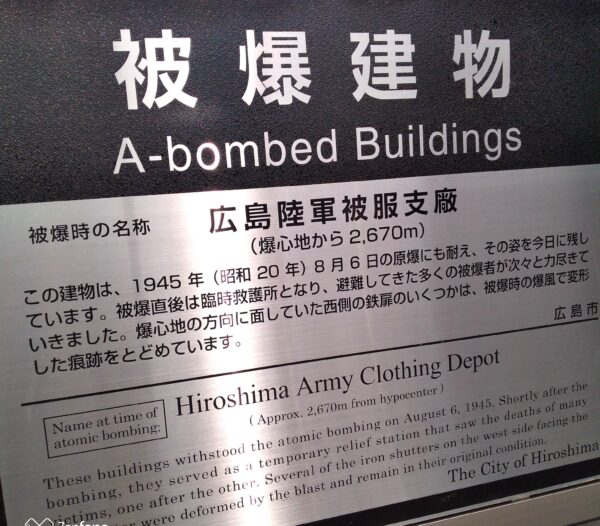 被爆建物
A-bombed Buildings
被爆時の名称 広島陸軍被服支廠
(爆心地から2,670m)
この建物は、1945年(昭和20年)8月6日の原爆にも耐え、その姿を今日に残し
ています。被爆直後は臨時救護所となり、避難してきた多くの被爆者が次々と力尽きて
いきました。爆心地の方向に面していた西側の鉄扉のいくつかは、被爆時の爆風で変形
した痕跡をとどめています。
広島市
Name at time of
atomic bombing:
Hiroshima Army Clothing Depot
(Approx. 2,670m from hypocenter)
These buildings withstood the atomic bombing on August 6, 1945. Shortly after the
bombing, they served as a temporary relief station that saw the deaths of many
victims, one after the other. Several of the iron shutters on the west side facing the
were deformed by the blast and remain in their original condition.
The City of Hiroshima